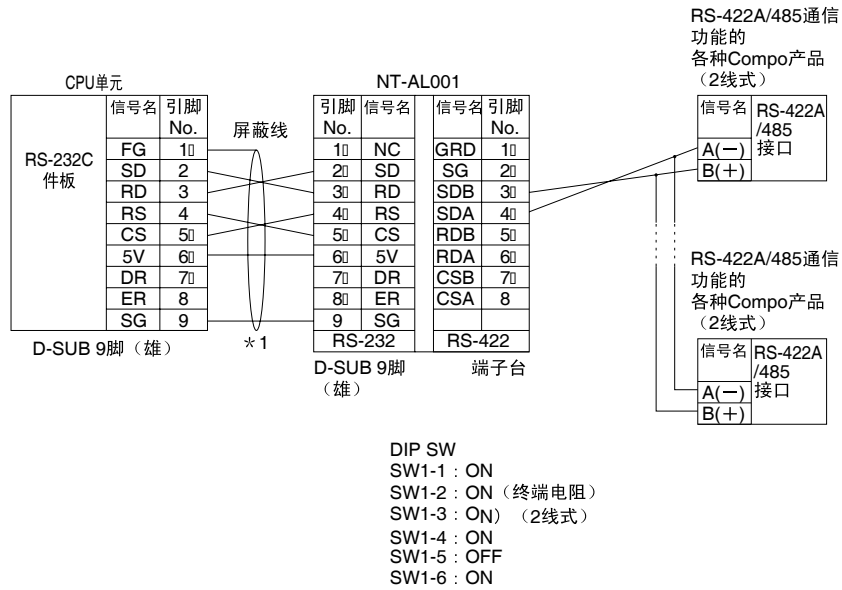 RS-422A/485通信
功能的
各种Compo产品
（2线式）
CPU单元
NT-AL001
RS-232C
件板
信号名 引脚 No.
FG 1
SD 2
RD 3
RS 4
CS 5
5V 6
DR 7
ER 8
SG 9
D-SUB 9脚（雄）
屏蔽线
*1
引脚 No. 信号名
1 NC
2 SD
3 RD
4 RS
5 CS
6 5V
7 DR
8 ER
9 SG
RS-232
D-SUB 9脚
（雄）
信号名 引脚 No.
GRD 1
SG 2
SDB 3
SDA 4
RDB 5
RDA 6
CSB 7
CSA 8
RS-422
端子台
信号名 RS-422A
/485
接口
A(－)
B(＋)
RS-422A/485通信
功能的
各种Compo产品
（2线式）
信号名 RS-422A
/485
接口
A(－)
B(＋)
DIP SW
SW1-1：ON
SW1-2：ON（终端电阻）
SW1-3：ON）（2线式）
SW1-4：ON
SW1-5：OFF
SW1-6：ON